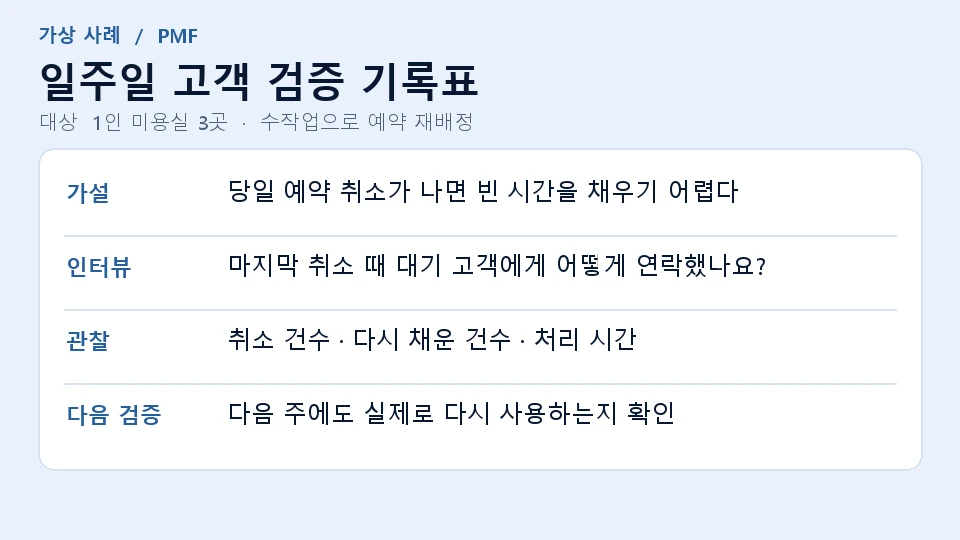 가상 사례 / PMF
일주일 고객 검증 기록표
대상 1인 미용실 3곳 · 수작업으로 예약 재배정
가설 당일 예약 취소가 나면 빈 시간을 채우기 어렵다
인터뷰 마지막 취소 때 대기 고객에게 어떻게 연락했나요?
관찰 취소 건수 · 다시 채운 건수 · 처리 시간
다음 검증 다음 주에도 실제로 다시 사용하는지 확인